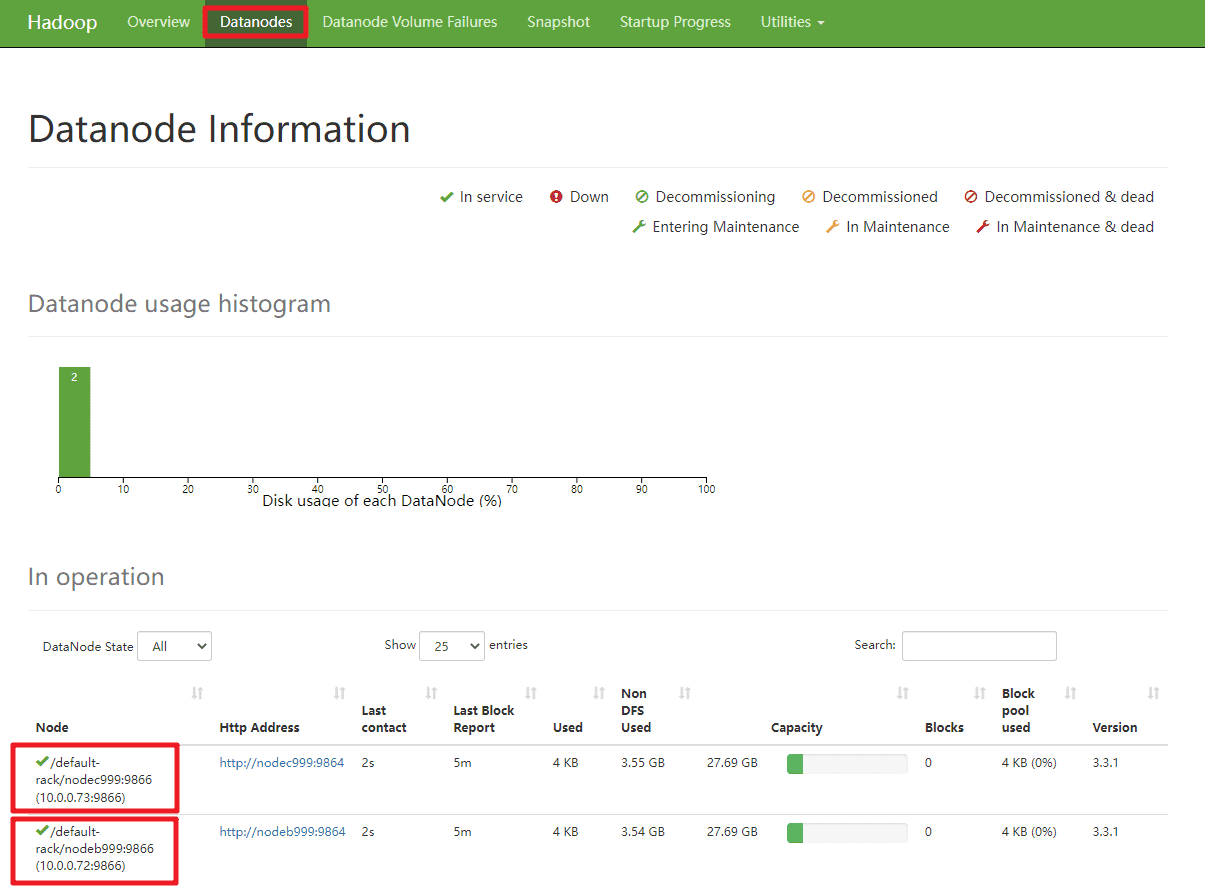 Hadoop Overview Datanodes Datanode Volume Failures Snapshot Startup Progress Utilities
Datanode Information
In service Down Decommissioning Decommissioned Decommissioned & dead
Entering Maintenance In Maintenance In Maintenance & dead
Datanode usage histogram
2
0 10 20 30 40 50 60 70 80 90 100
Disk usage of each DataNode (%)
In operation
DataNode State All Show 25 entries Search:
Node Http Address Last contact Last Block Report Used Non DFS Used Capacity Blocks Block pool used Version
/default-
rack/nodec999:9866
(10.0.0.73:9866)
http://nodec999:9864 2s 5m 4 KB 3.55 GB 27.69 GB 0 4 KB (0%) 3.3.1
/default-
rack/nodeb999:9866
(10.0.0.72:9866)
http://nodeb999:9864 2s 5m 4 KB 3.54 GB 27.69 GB 0 4 KB (0%) 3.3.1